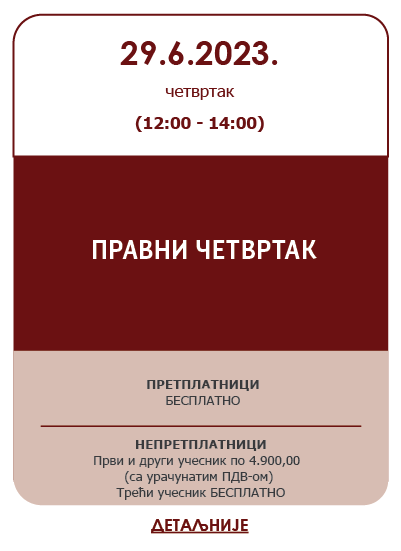 29.6.2023.
четвртак
(12:00 - 14:00)
ПРАВНИ ЧЕТВРТАК
ПРЕТПЛАТНИЦИ
БЕСПЛАТНО
НЕПРЕТПЛАТНИЦИ
Први и други учесник по 4.900,00
(са урачунатим ПДВ-ом)
Трећи учесник БЕСПЛАТНО
ДЕТАЉНИЈЕ